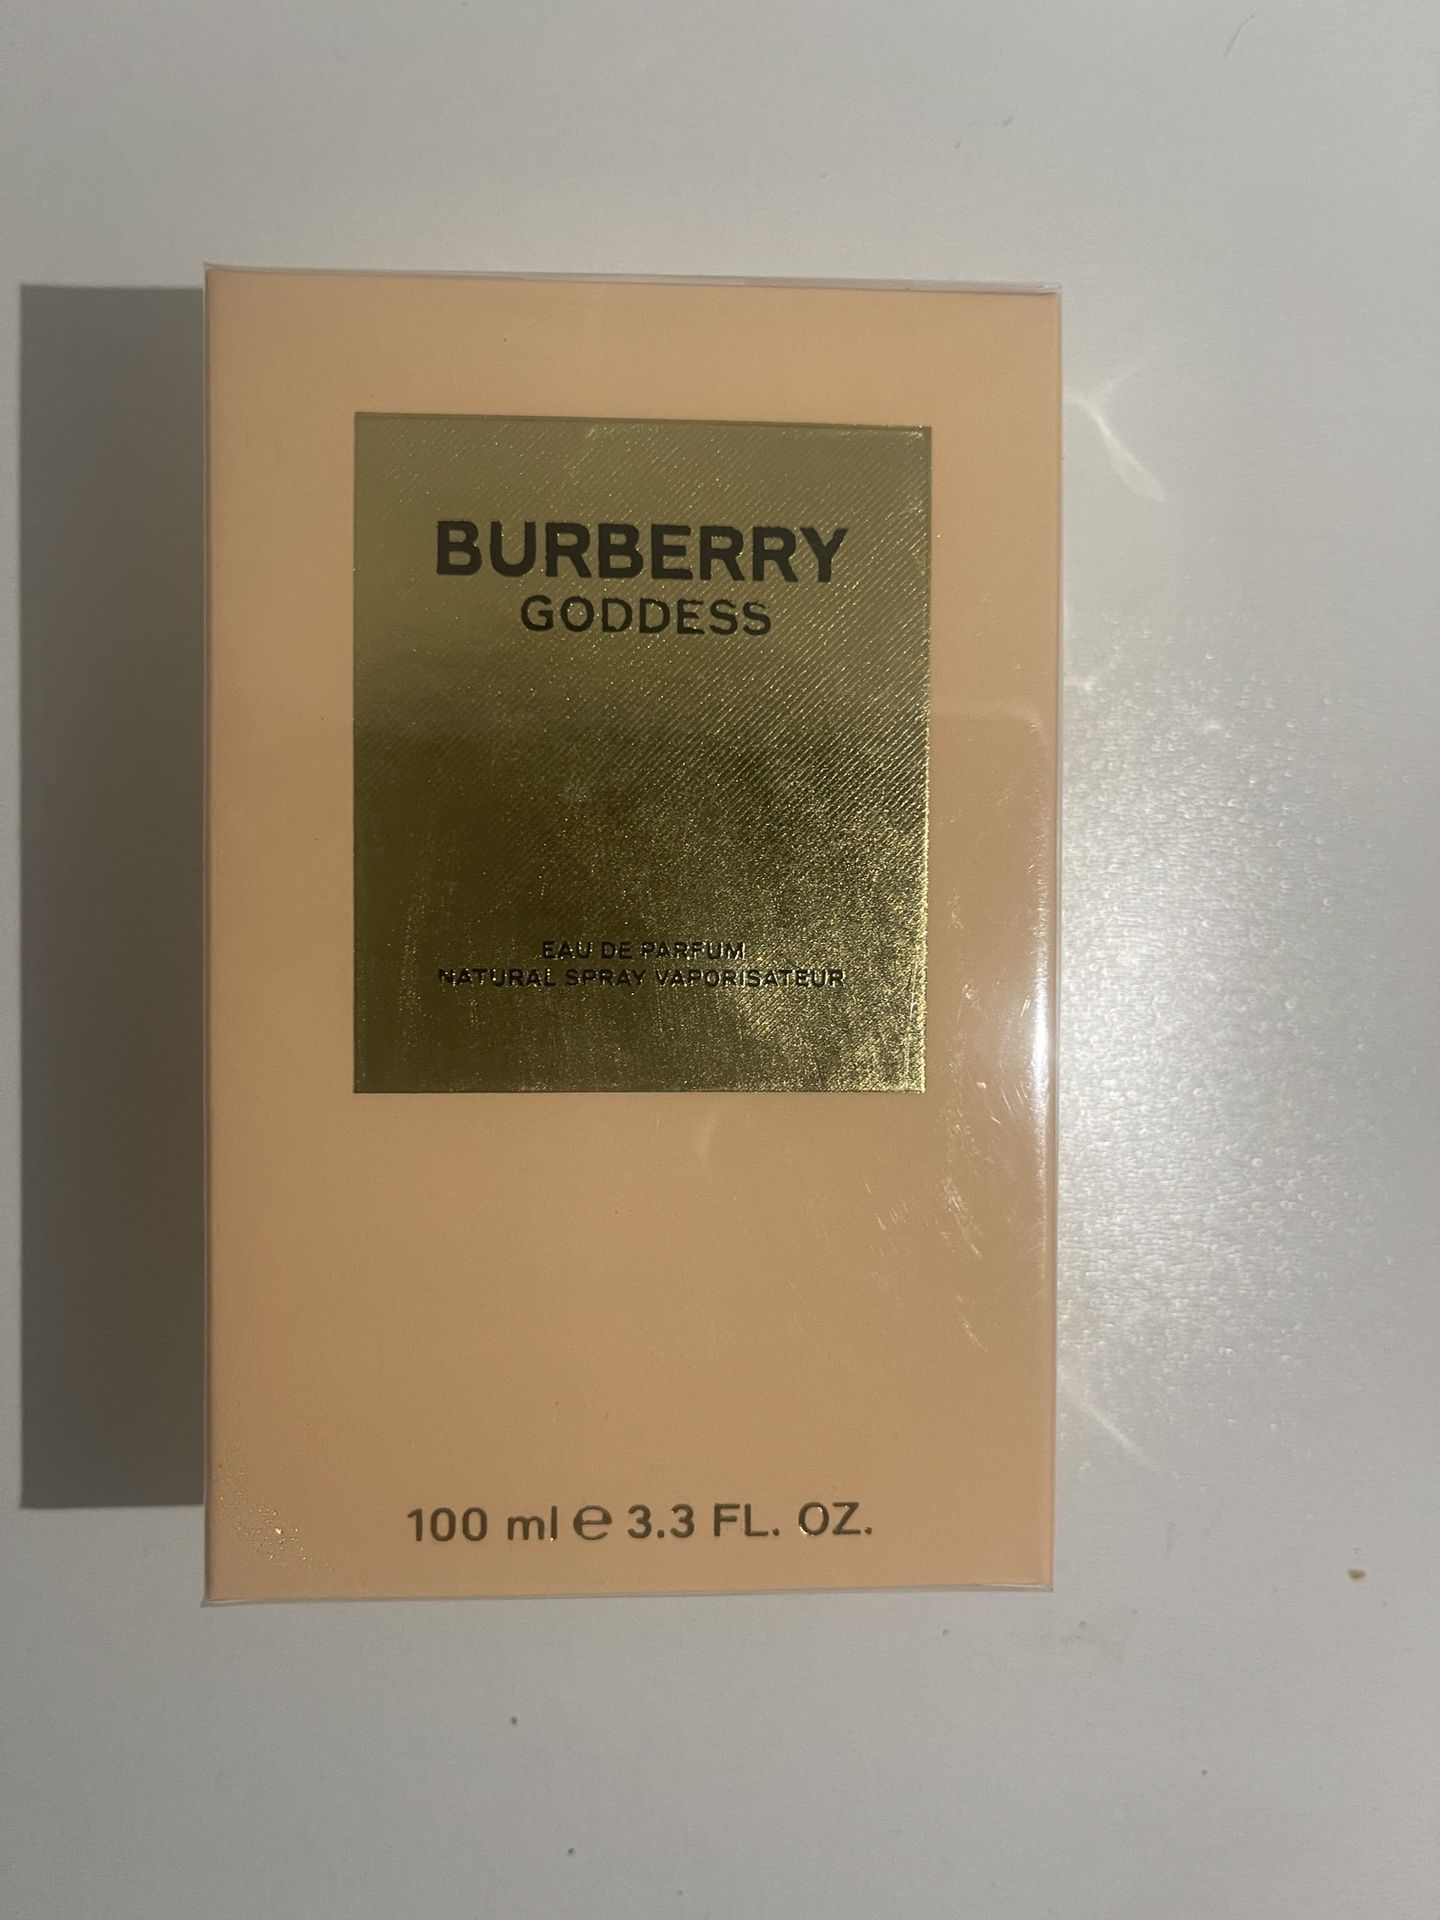 BURBERRY
GODDESS
EAU DE PARFUM
NATURAL SPRAY VAPORISATEUR
100 ml ℮ 3.3 FL. OZ.